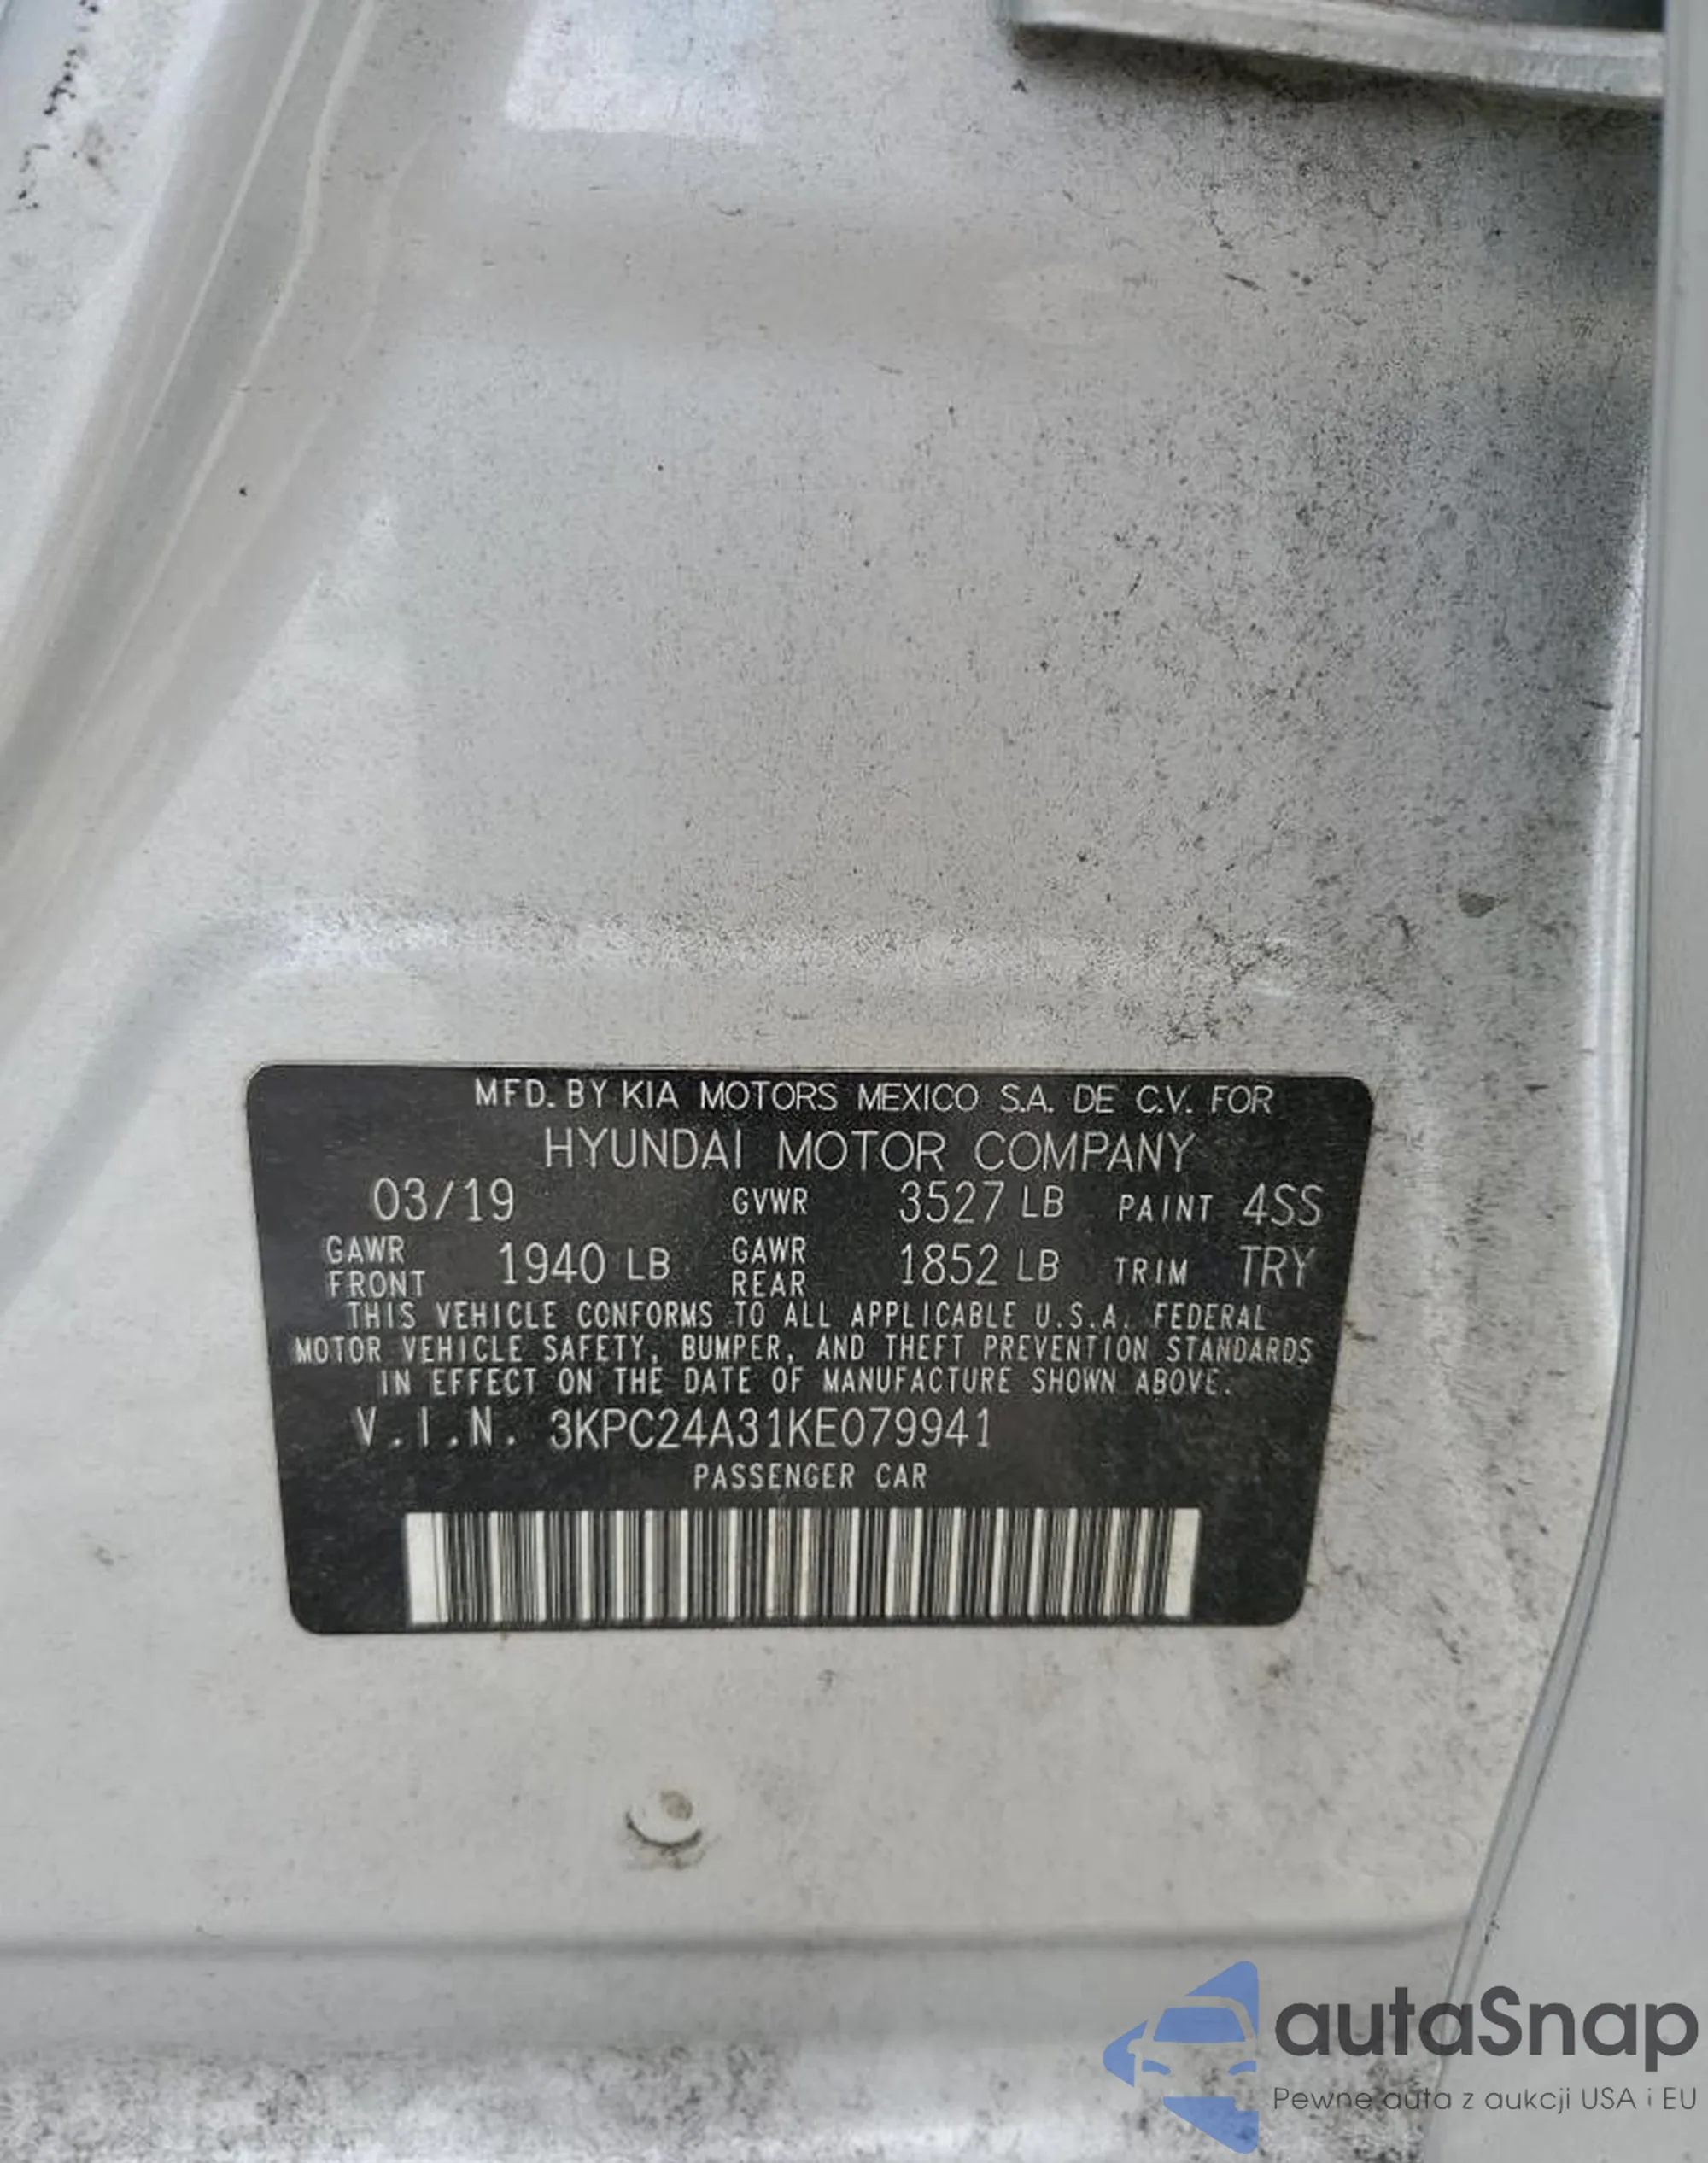 MFD. BY KIA MOTORS MEXICO S.A. DE C.V. FOR
HYUNDAI MOTOR COMPANY
03/19 GVWR 3527 LB PAINT 4SS
GAWR FRONT 1940 LB GAWR REAR 1852 LB TRIM TRY
THIS VEHICLE CONFORMS TO ALL APPLICABLE U.S.A. FEDERAL
MOTOR VEHICLE SAFETY, BUMPER, AND THEFT PREVENTION STANDARDS
IN EFFECT ON THE DATE OF MANUFACTURE SHOWN ABOVE.
V.I.N. 3KPC24A31KE079941
PASSENGER CAR
autaSnap
Pewne auta z aukcji USA i EU